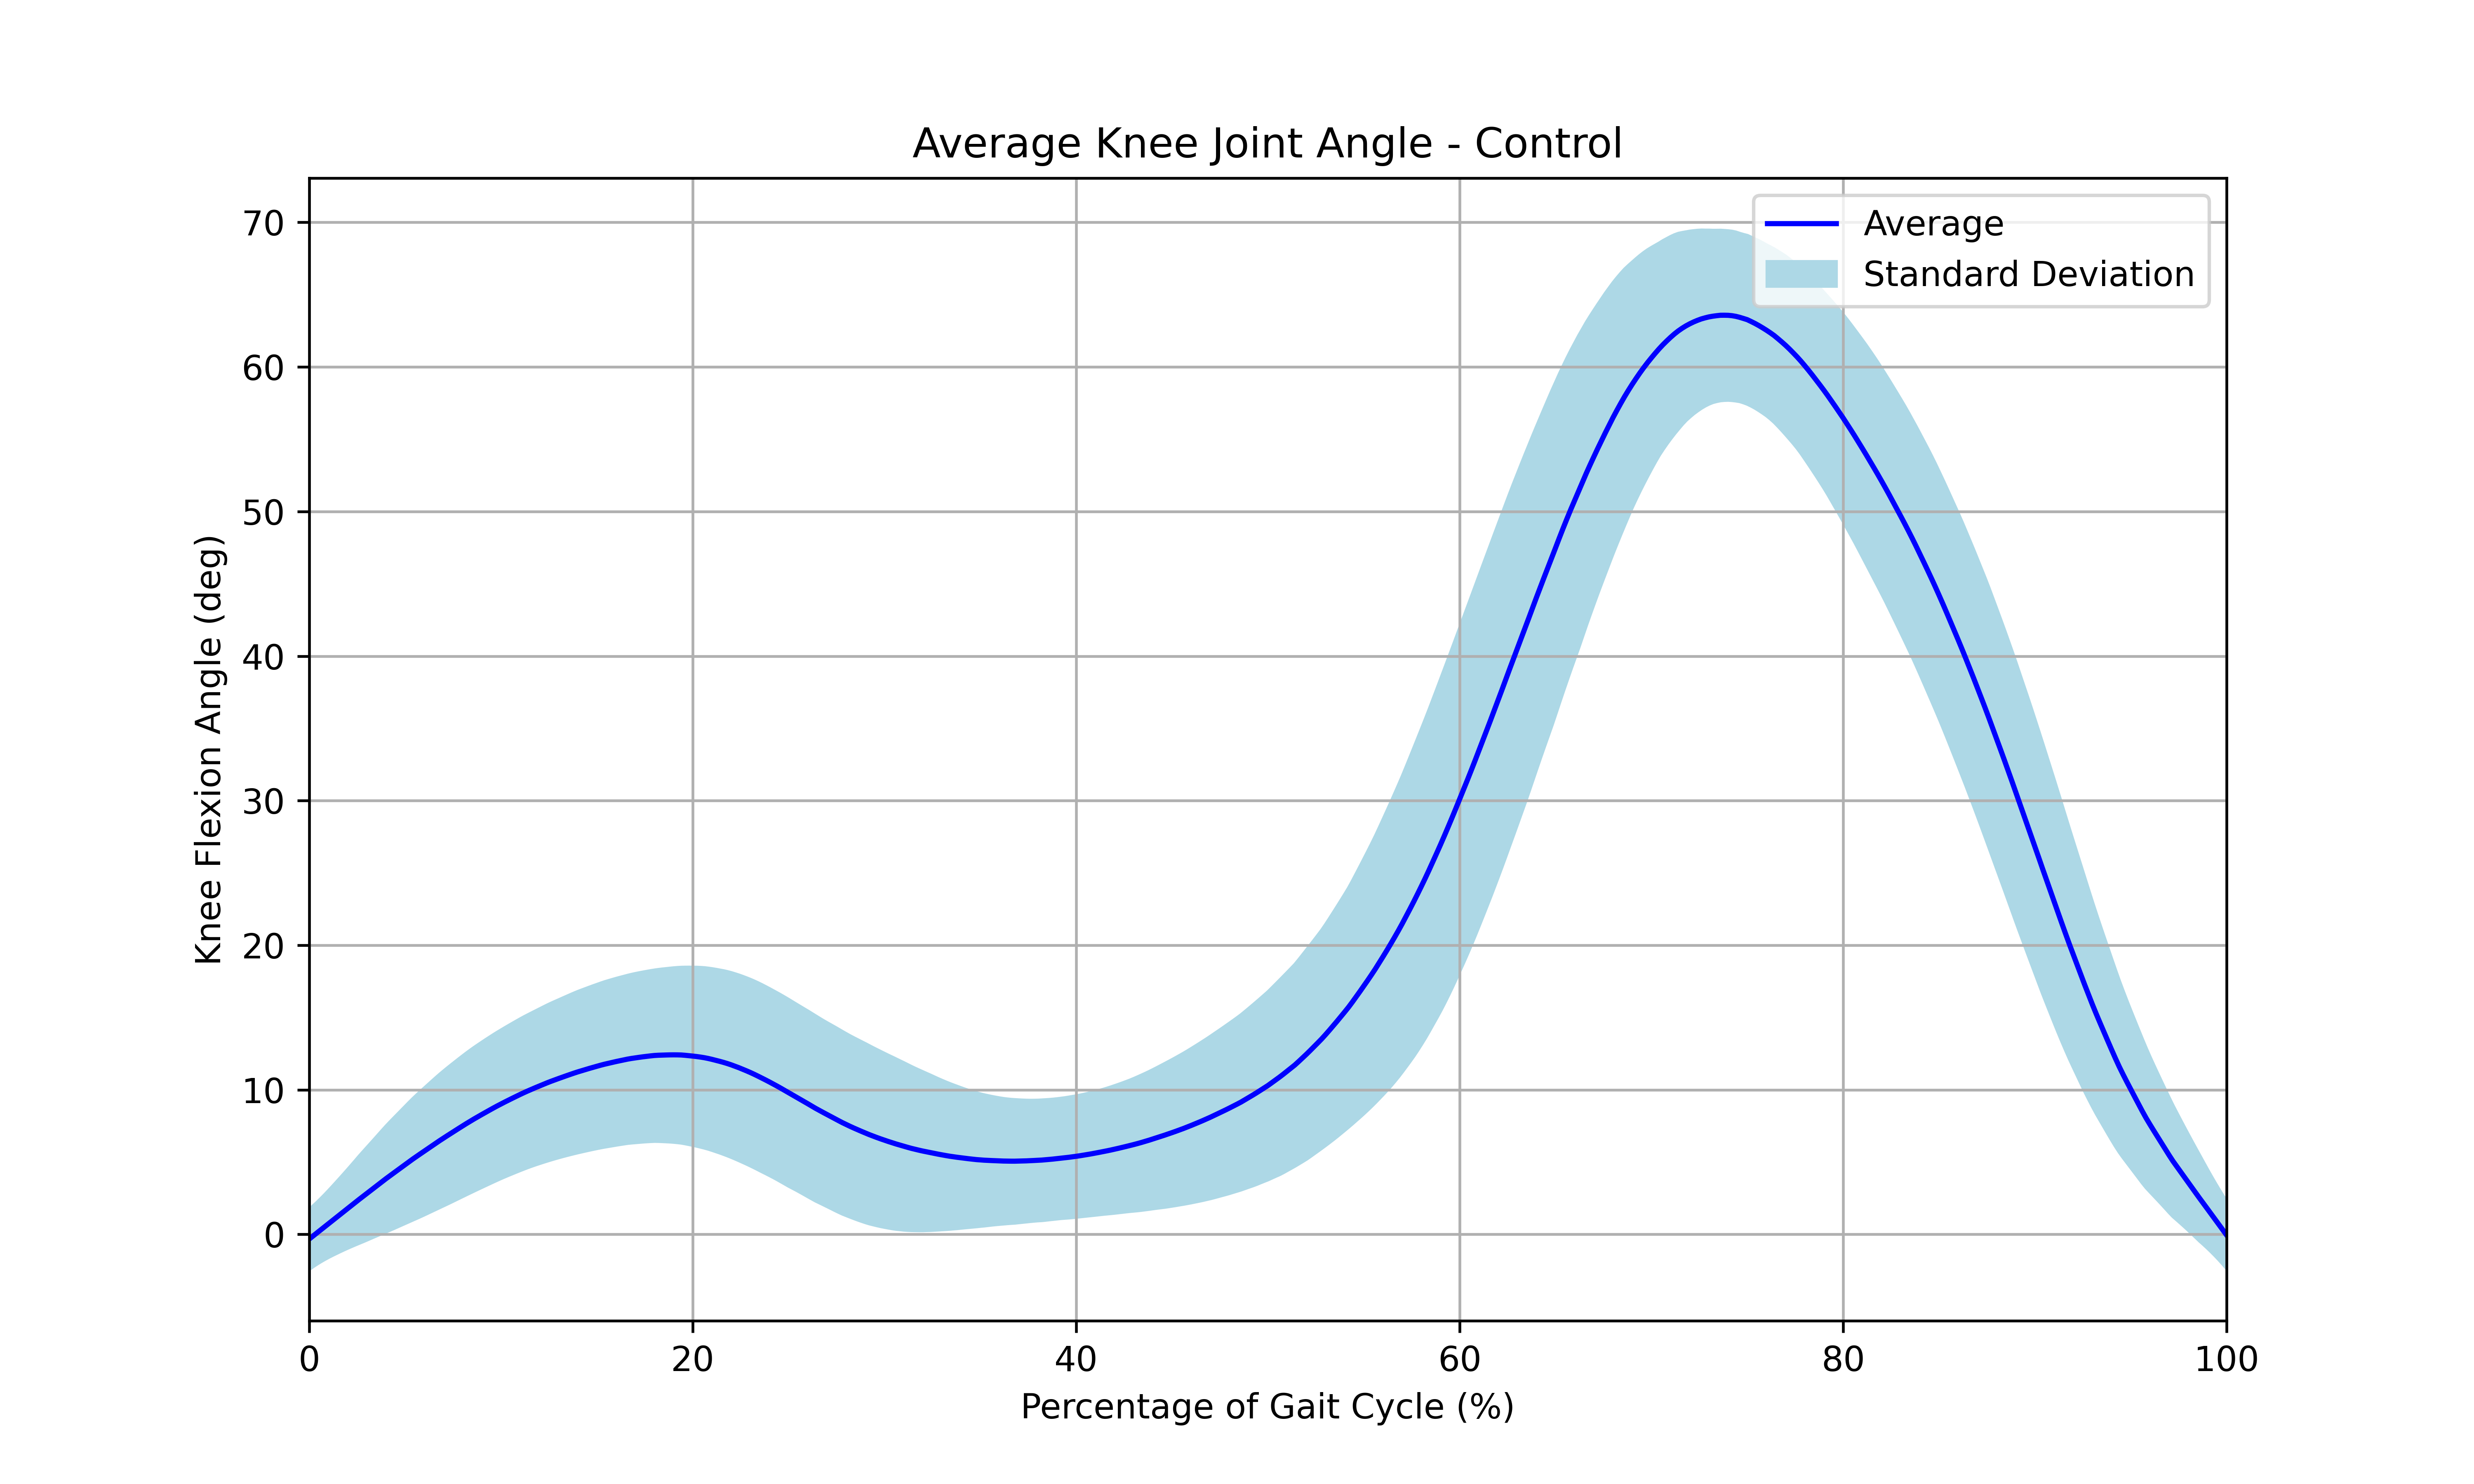 Average Knee Joint Angle - Control
Average
Standard Deviation
Knee Flexion Angle (deg)
70
60
50
40
30
20
10
0
0 20 40 60 80 100
Percentage of Gait Cycle (%)